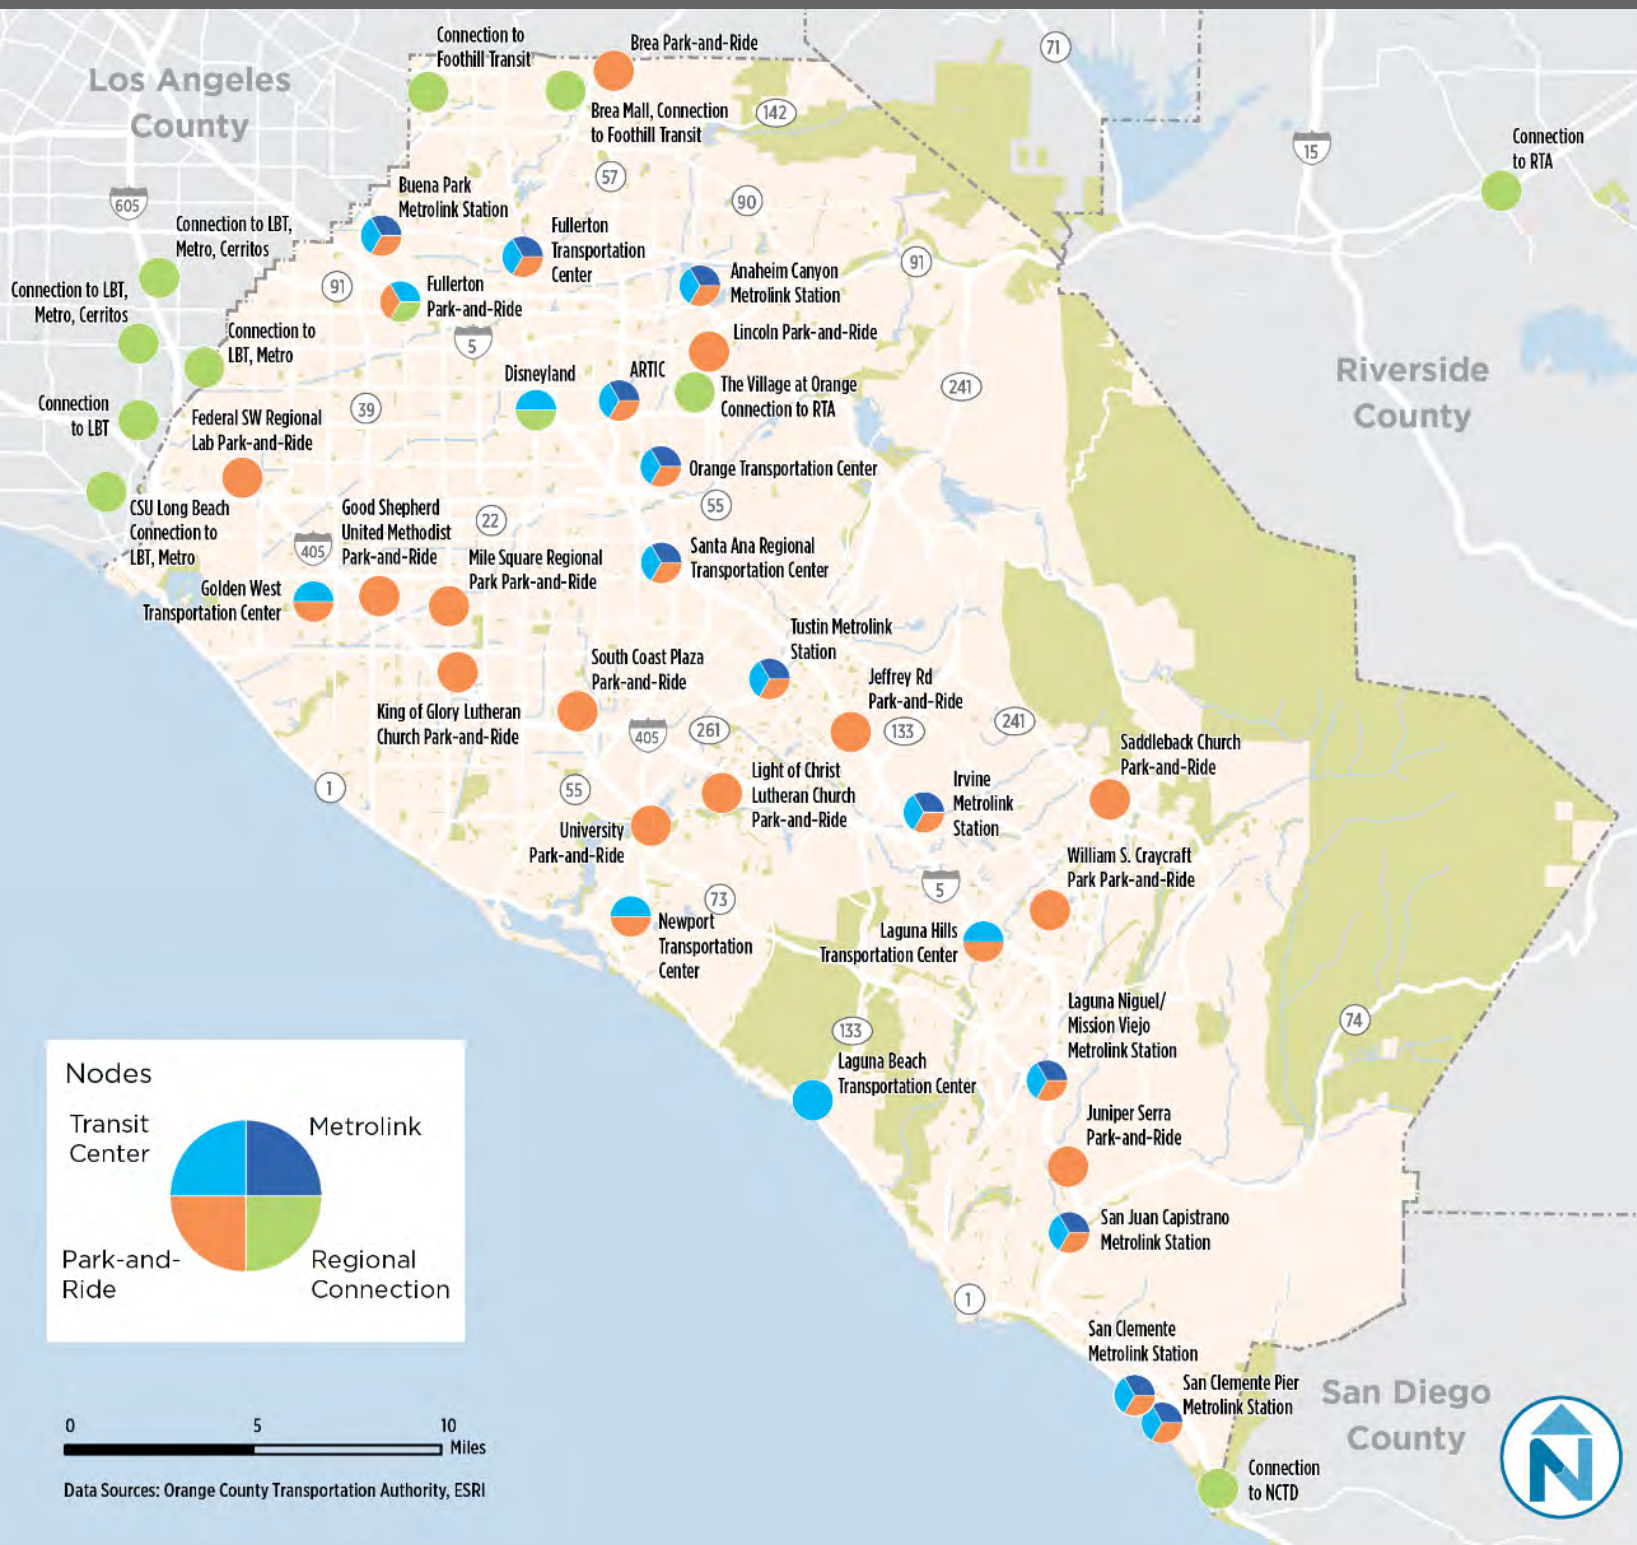 Connection to
Foothill Transit
Brea Park-and-Ride
71
Los Angeles
County
Brea Mall, Connection
to Foothill Transit
142
15
Connection
to RTA
57
Buena Park
Metrolink Station
90
605
Connection to LBT,
Metro, Cerritos
Fullerton
Transportation
Center
91
Anaheim Canyon
Metrolink Station
Connection to LBT,
Metro, Cerritos
91
Fullerton
Park-and-Ride
Connection to
LBT, Metro
5
Lincoln Park-and-Ride
Riverside
County
Disneyland
ARTIC
The Village at Orange
Connection to RTA
241
Connection
to LBT
39
Federal SW Regional
Lab Park-and-Ride
Orange Transportation Center
CSU Long Beach
Connection to
LBT, Metro
Good Shepherd
United Methodist
Park-and-Ride
22
55
405
Mile Square Regional
Park Park-and-Ride
Santa Ana Regional
Transportation Center
Golden West
Transportation Center
Tustin Metrolink
Station
South Coast Plaza
Park-and-Ride
Jeffrey Rd
Park-and-Ride
King of Glory Lutheran
Church Park-and-Ride
405
261
133
241
Saddleback Church
Park-and-Ride
1
55
Light of Christ
Lutheran Church
Park-and-Ride
Irvine
Metrolink
Station
University
Park-and-Ride
William S. Craycraft
Park Park-and-Ride
5
73
Newport
Transportation
Center
Laguna Hills
Transportation Center
Laguna Niguel/
Mission Viejo
Metrolink Station
133
74
Laguna Beach
Transportation Center
Juniper Serra
Park-and-Ride
San Juan Capistrano
Metrolink Station
1
San Clemente
Metrolink Station
San Clemente Pier
Metrolink Station
San Diego
County
Connection
to NCTD
N
Nodes
Transit
Center
Metrolink
Park-and-
Ride
Regional
Connection
0 5 10
Miles
Data Sources: Orange County Transportation Authority, ESRI